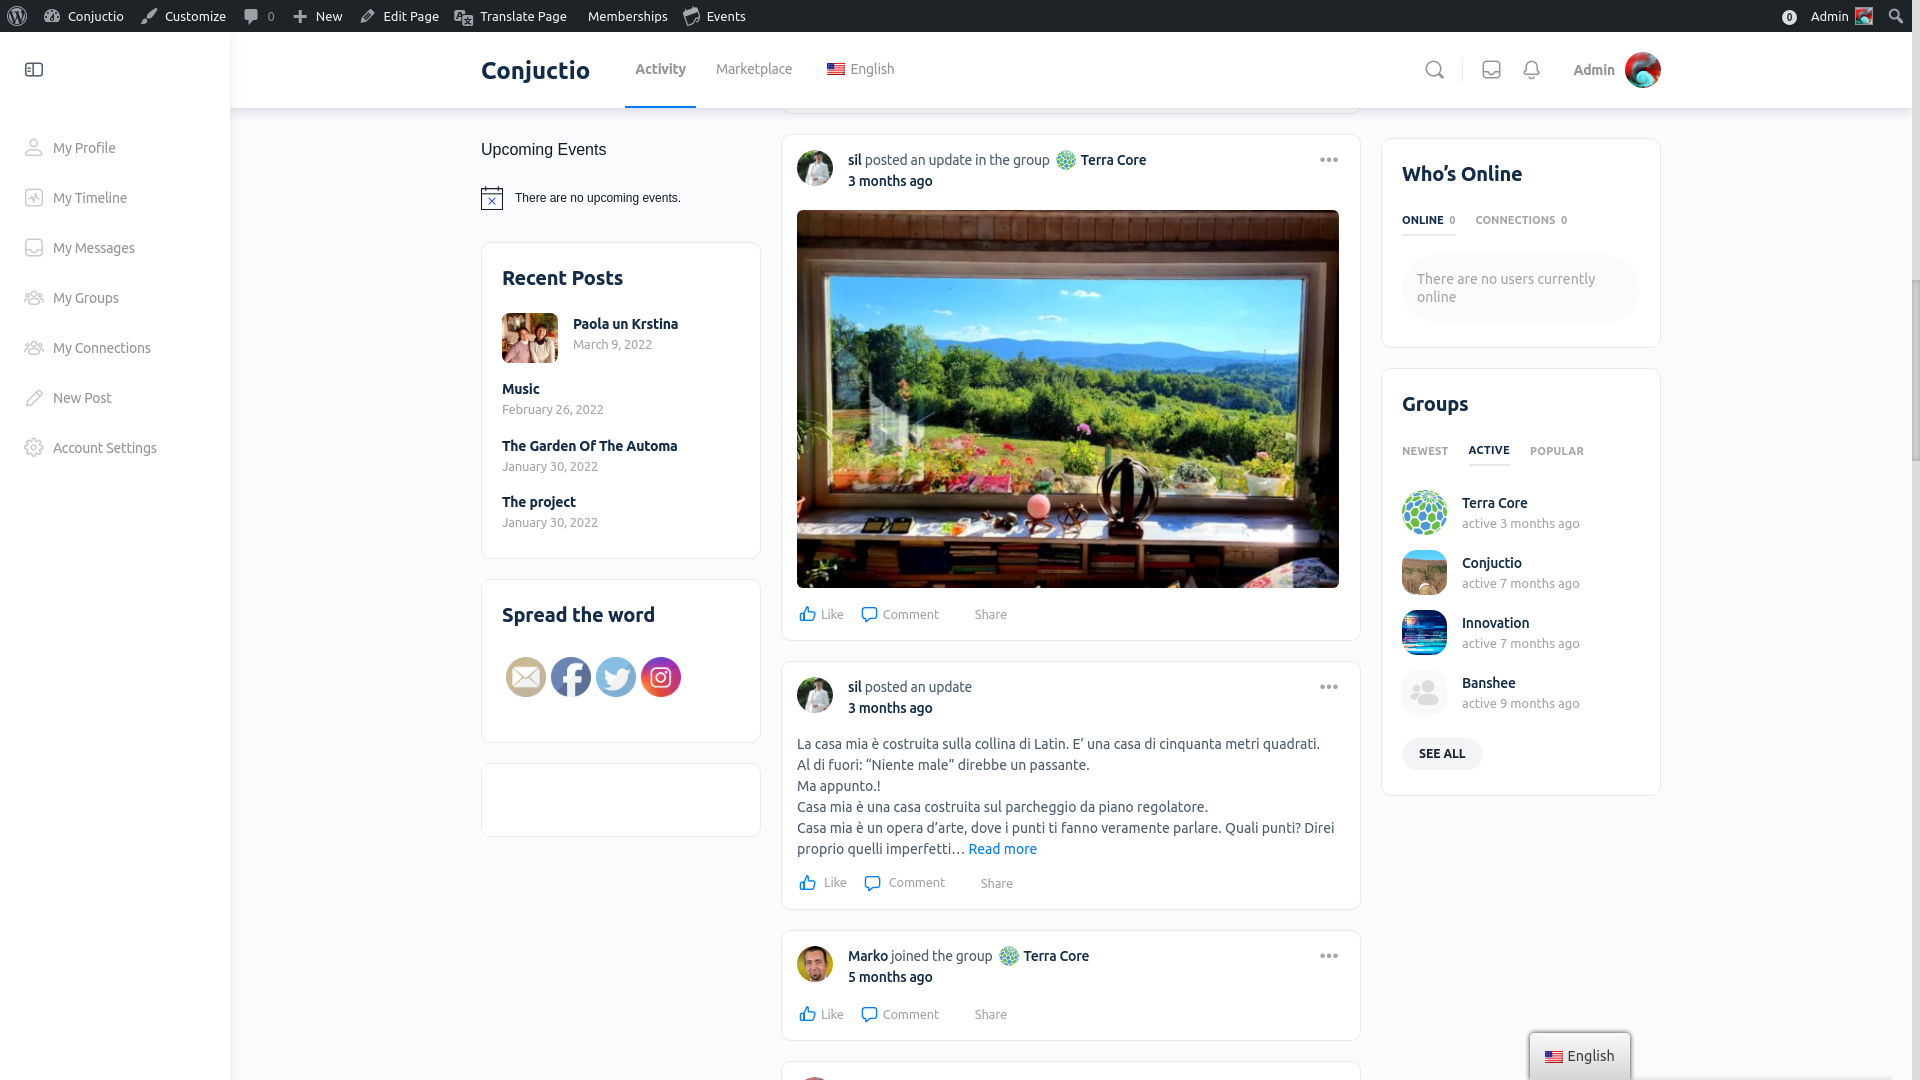 Conjuctio
Customize
0
New
Edit Page
Translate Page
Memberships
Events
0
Admin
Conjuctio
Activity
Marketplace
English
Admin
My Profile
My Timeline
My Messages
My Groups
My Connections
New Post
Account Settings
Upcoming Events
There are no upcoming events.
Recent Posts
Paola un Krstina
March 9, 2022
Music
February 26, 2022
The Garden Of The Automa
January 30, 2022
The project
January 30, 2022
Spread the word
sil posted an update in the group Terra Core
3 months ago
Like
Comment
Share
sil posted an update
3 months ago
La casa mia è costruita sulla collina di Latin. E’ una casa di cinquanta metri quadrati.
Al di fuori: “Niente male” direbbe un passante.
Ma appunto.!
Casa mia è una casa costruita sul parcheggio da piano regolatore.
Casa mia è un opera d’arte, dove i punti ti fanno veramente parlare. Quali punti? Direi
proprio quelli imperfetti… Read more
Like
Comment
Share
Marko joined the group Terra Core
5 months ago
Like
Comment
Share
Who’s Online
ONLINE 0
CONNECTIONS 0
There are no users currently
online
Groups
NEWEST
ACTIVE
POPULAR
Terra Core
active 3 months ago
Conjuctio
active 7 months ago
Innovation
active 7 months ago
Banshee
active 9 months ago
SEE ALL
English